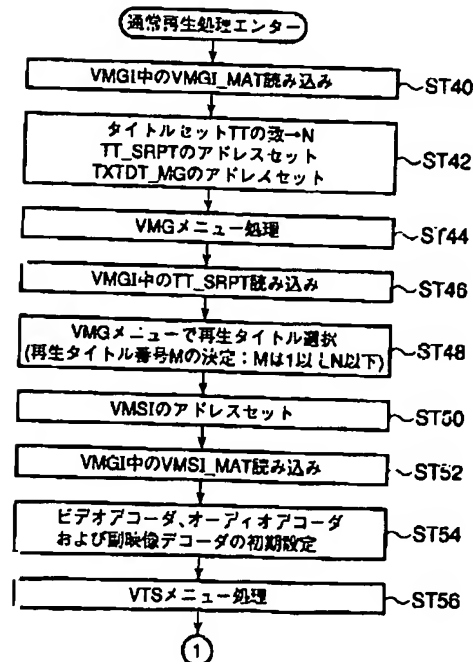 通常再生処理エンター
VMGI中のVMGI_MAT読み込み
ST40
タイトルセットTTの数→N
TT_SRPTのアドレスセット
TXTDT_MGのアドレスセット
ST42
VMGメニュー処理
ST44
VMGI中のTT_SRPT読み込み
ST46
VMGメニューで再生タイトル選択
(再生タイトル番号Mの決定:Mは1以上N以下)
ST48
VMSIのアドレスセット
ST50
VMGI中のVMSI_MAT読み込み
ST52
ビデオアコーダ、オーディオアコーダ
および副映像デコーダの初期設定
ST54
VTSメニュー処理
ST56
1